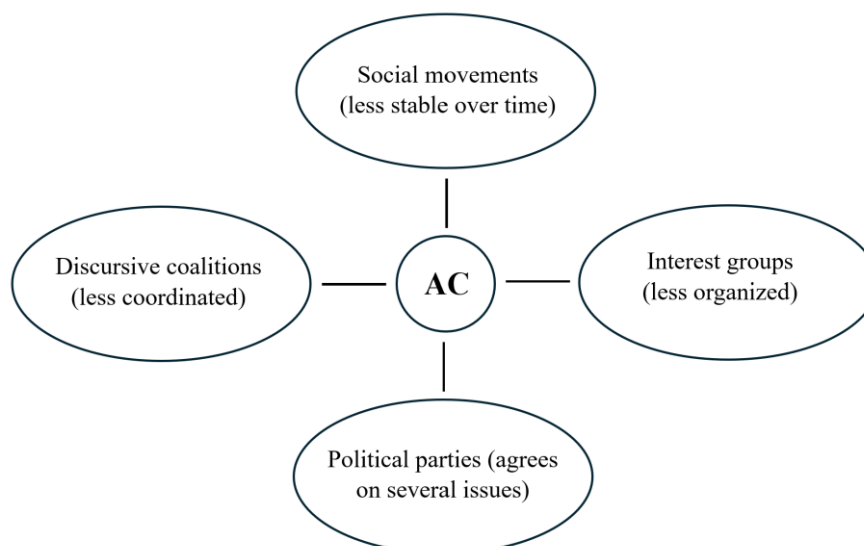 Social movements
(less stable over time)
Discursive coalitions
(less coordinated)
AC
Interest groups
(less organized)
Political parties (agrees
on several issues)